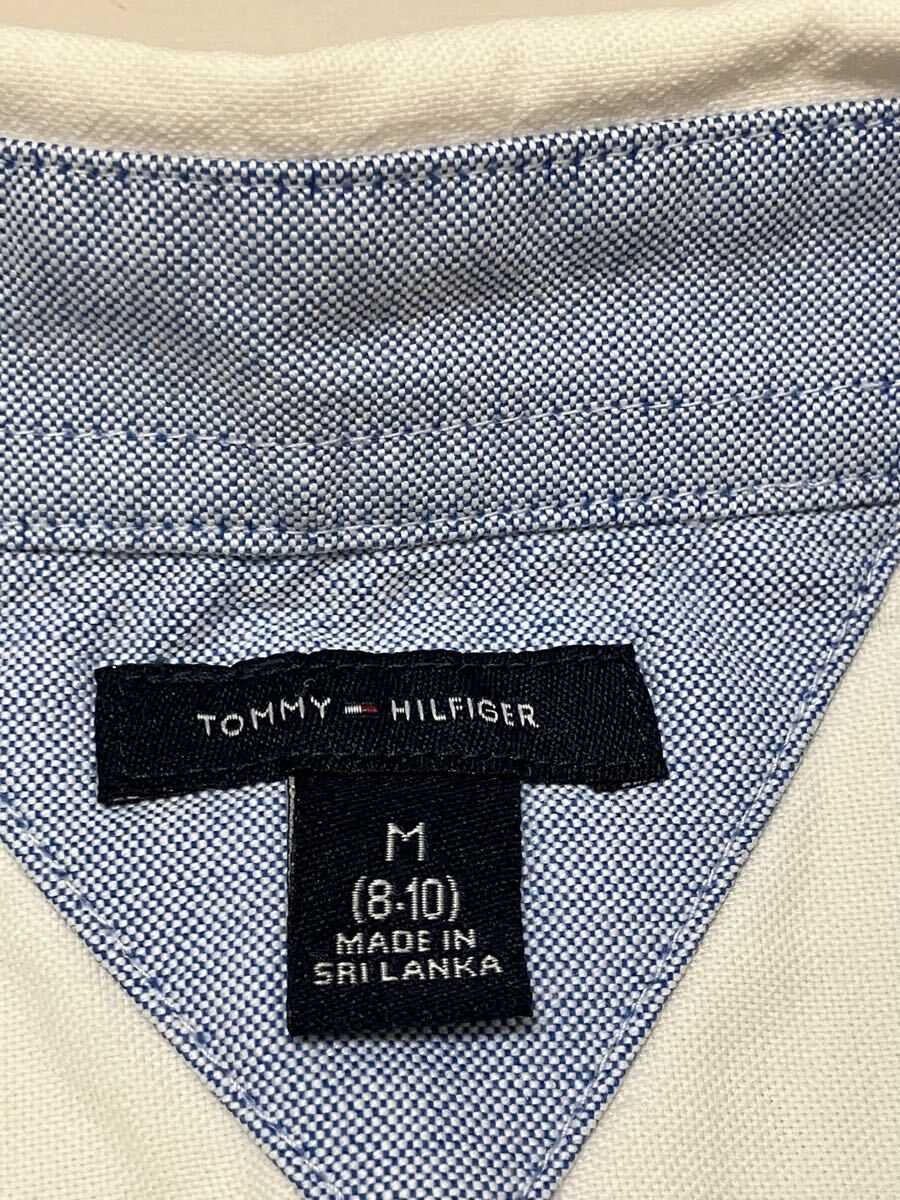 TOMMY HILFIGER
M
(8-10)
MADE IN
SRI LANKA